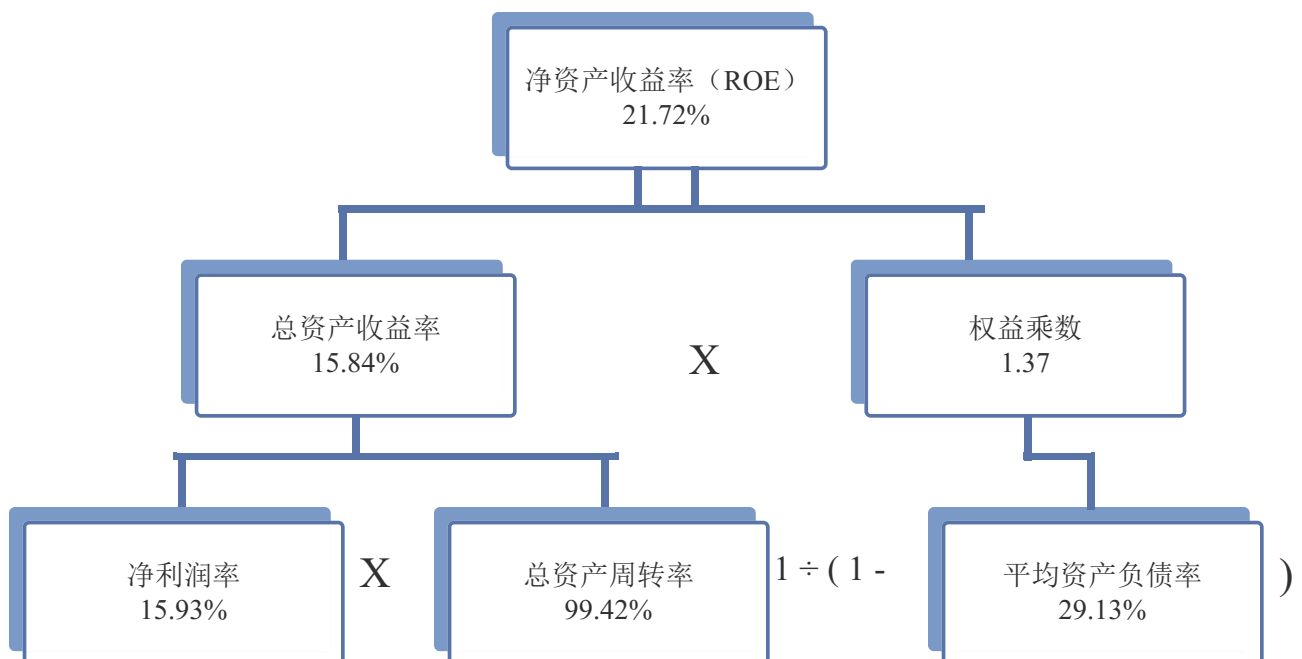 净资产收益率（ROE）
21.72%
总资产收益率
15.84%
X
权益乘数
1.37
净利润率
15.93%
X
总资产周转率
99.42%
1 ÷ ( 1 -
平均资产负债率
29.13%
)